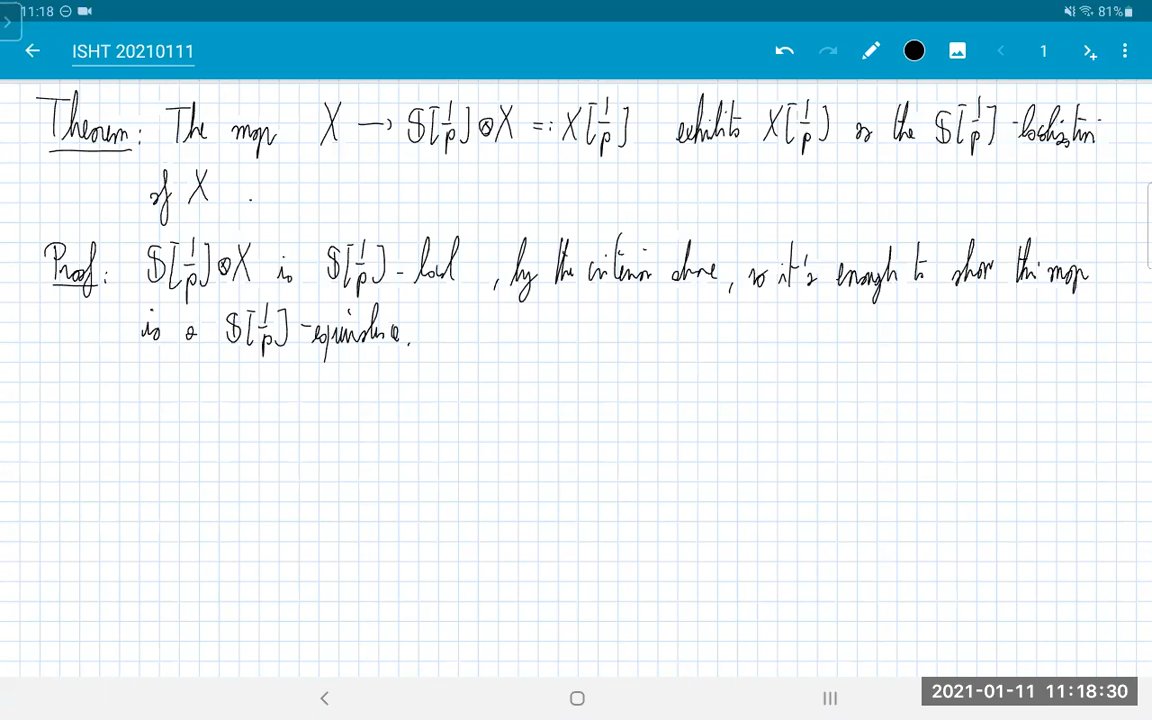 11:18 81%
ISHT 20210111 1
Theorem: The map X → $[1/p]⊗X =: X[1/p] exhibits X[1/p] as the $[1/p]-localization
of X .
Proof: $[1/p]⊗X is $[1/p]-local, by the criterion above, so it's enough to show this map
is a $[1/p]-equivalence.
2021-01-11 11:18:30